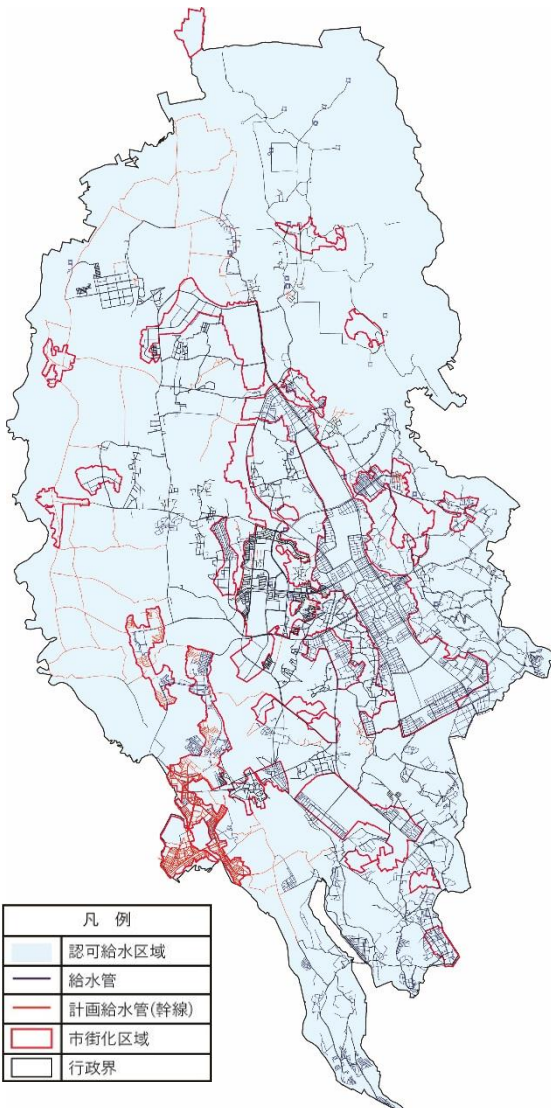 凡 例
認可給水区域
給水管
計画給水管(幹線)
市街化区域
行政界